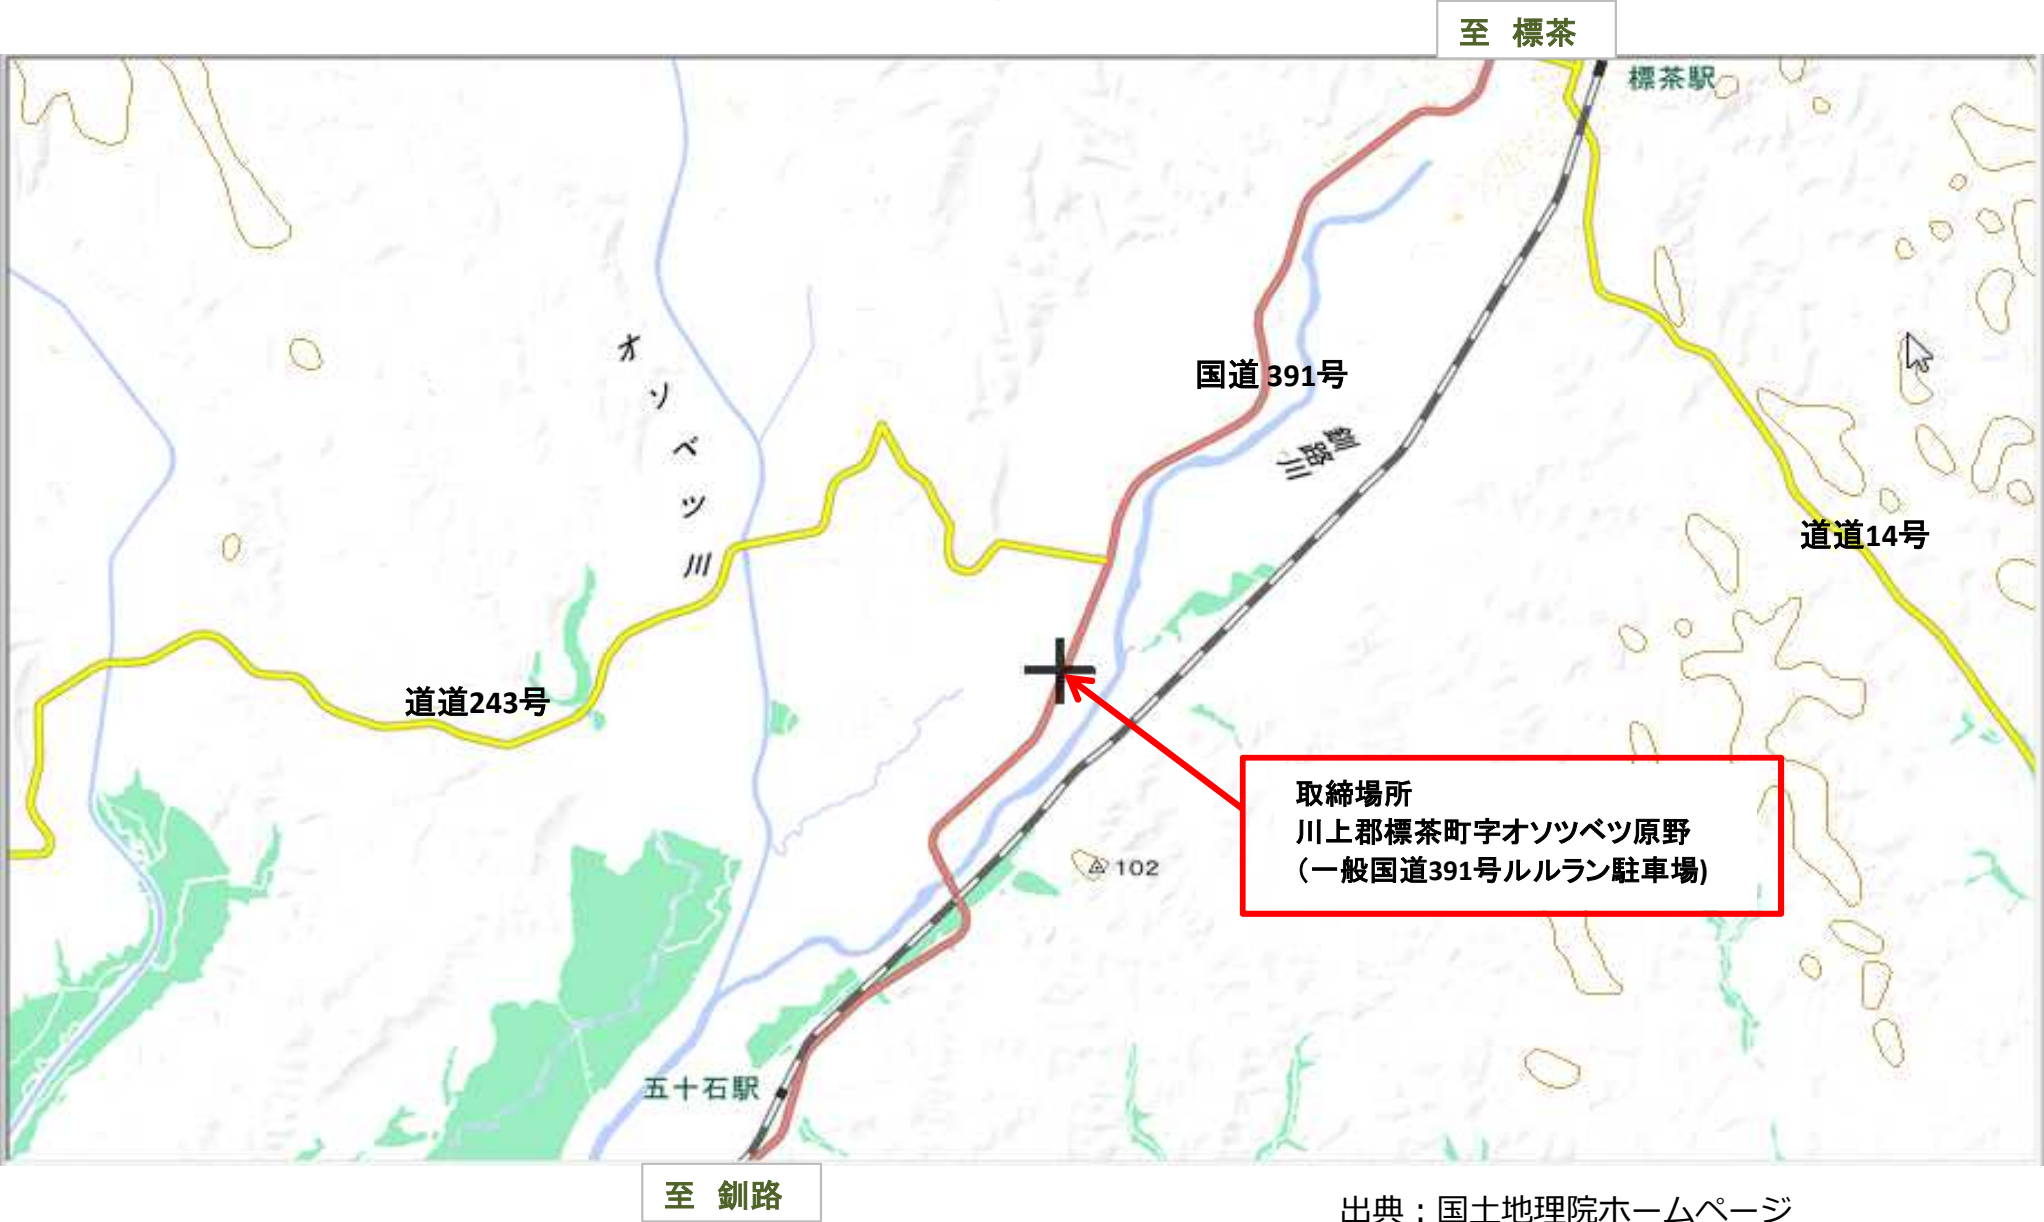 至 標茶
標茶駅
国道391号
オソベツ川
釧路川
道道14号
道道243号
取締場所
川上郡標茶町字オソツベツ原野
（一般国道391号ルルラン駐車場)
102
五十石駅
至 釧路
出典：国土地理院ホームページ